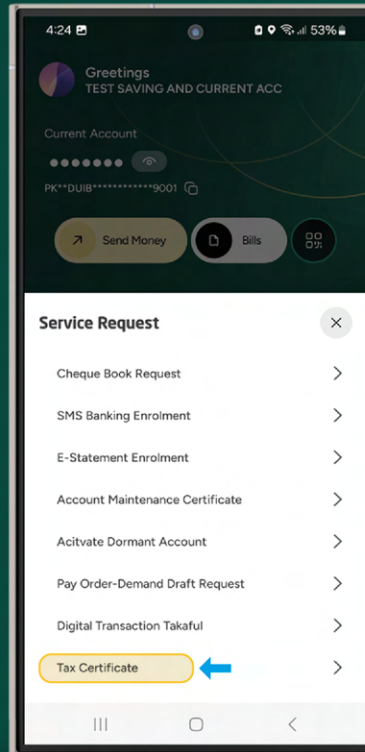 4:24 53%
Greetings
TEST SAVING AND CURRENT ACC
Current Account
PK**DUIB************9001
Send Money Bills
Service Request
Cheque Book Request
SMS Banking Enrolment
E-Statement Enrolment
Account Maintenance Certificate
Acitvate Dormant Account
Pay Order-Demand Draft Request
Digital Transaction Takaful
Tax Certificate